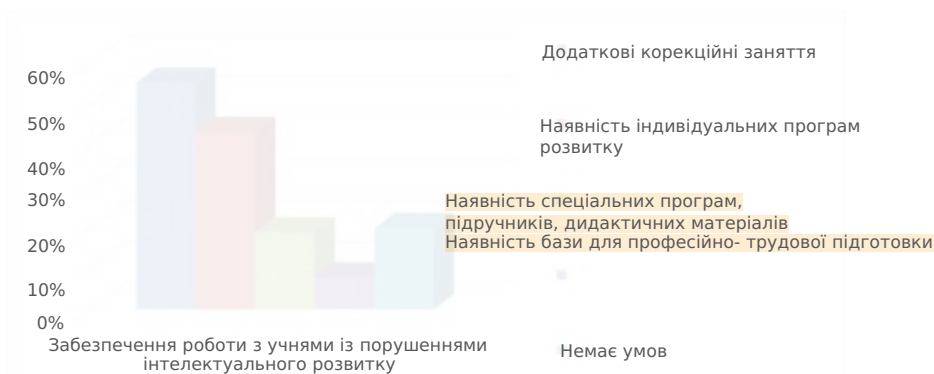 60%
50%
40%
30%
20%
10%
0%
Забезпечення роботи з учнями із порушеннями
інтелектуального розвитку
Додаткові корекційні заняття
Наявність індивідуальних програм
розвитку
Наявність спеціальних програм,
підручників, дидактичних матеріалів
Наявність бази для професійно- трудової підготовки
Немає умов